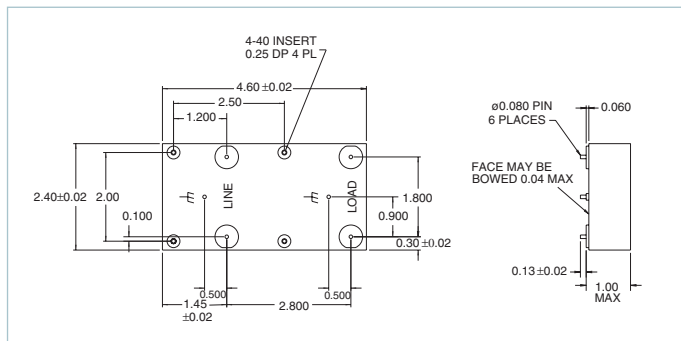 4-40 INSERT
0.25 DP 4 PL
4.60±0.02
2.50
1.200
ø0.080 PIN
6 PLACES
0.060
FACE MAY BE
BOWED 0.04 MAX
2.40±0.02
2.00
0.100
LINE
LOAD
1.800
0.900
0.30±0.02
0.500
0.500
1.45
±0.02
2.800
0.13±0.02
1.00
MAX